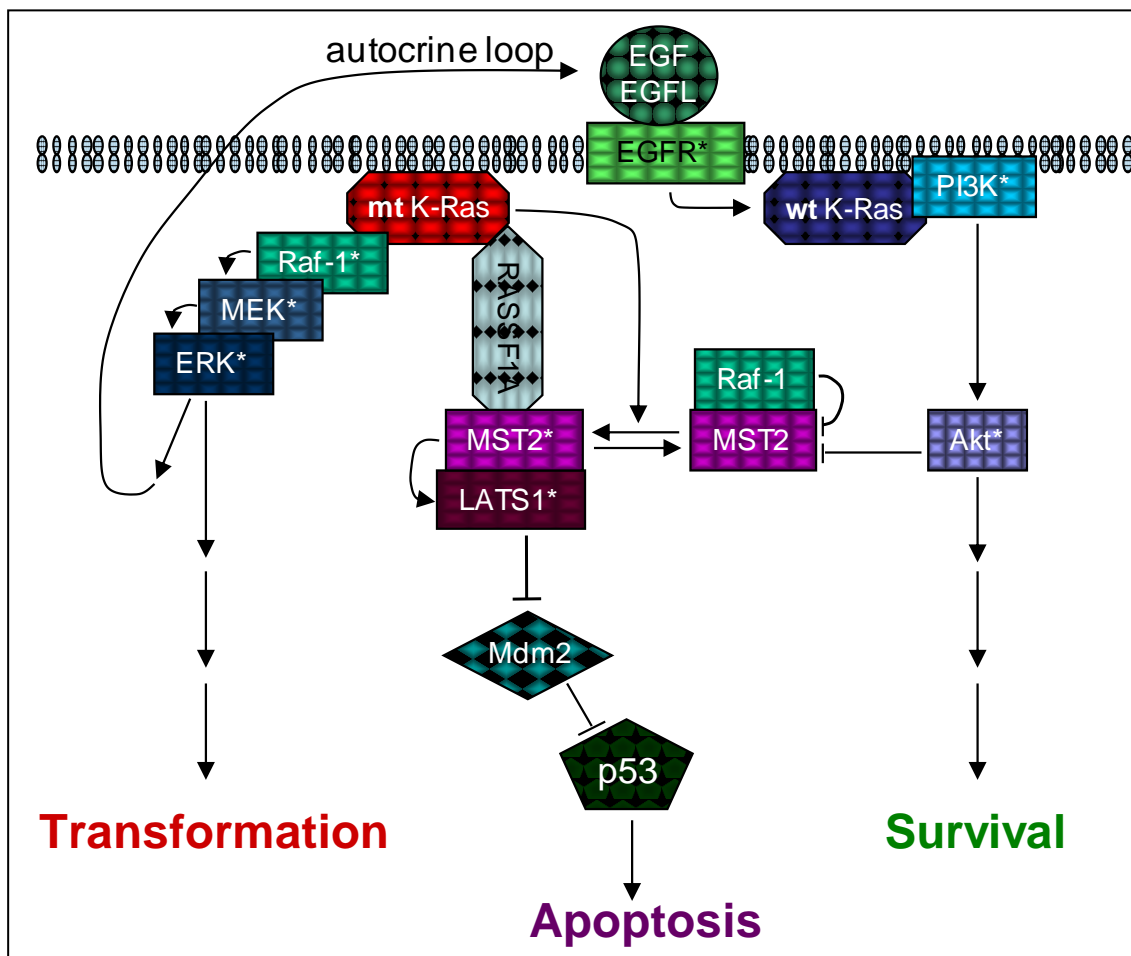 autocrine loop
EGF
EGFL
EGFR*
PI3K*
mt K-Ras
wt K-Ras
Raf-1*
MEK*
ERK*
RASSF1A
Raf-1
MST2*
MST2
Akt*
LATS1*
Mdm2
p53
Transformation
Survival
Apoptosis